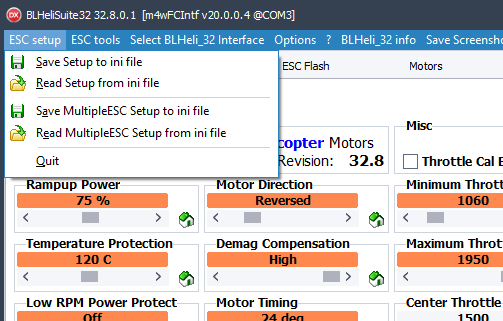 DX BLHeliSuite32 32.8.0.1 [m4wFCIntf v20.0.0.4 @COM3]
ESC setup ESC tools Select BLHeli_32 Interface Options ? BLHeli_32 info Save Screensho
Save Setup to ini file
Read Setup from ini file
Save MultipleESC Setup to ini file
Read MultipleESC Setup from ini file
Quit
ESC Flash Motors
copter Motors
Revision: 32.8
Misc
Throttle Cal E
Rampup Power Motor Direction Minimum Thrott
75 % Reversed 1060
Temperature Protection Demag Compensation Maximum Thrott
120 C High 1950
Low RPM Power Protect Motor Timing Center Throttle
Off 24 deg 1500